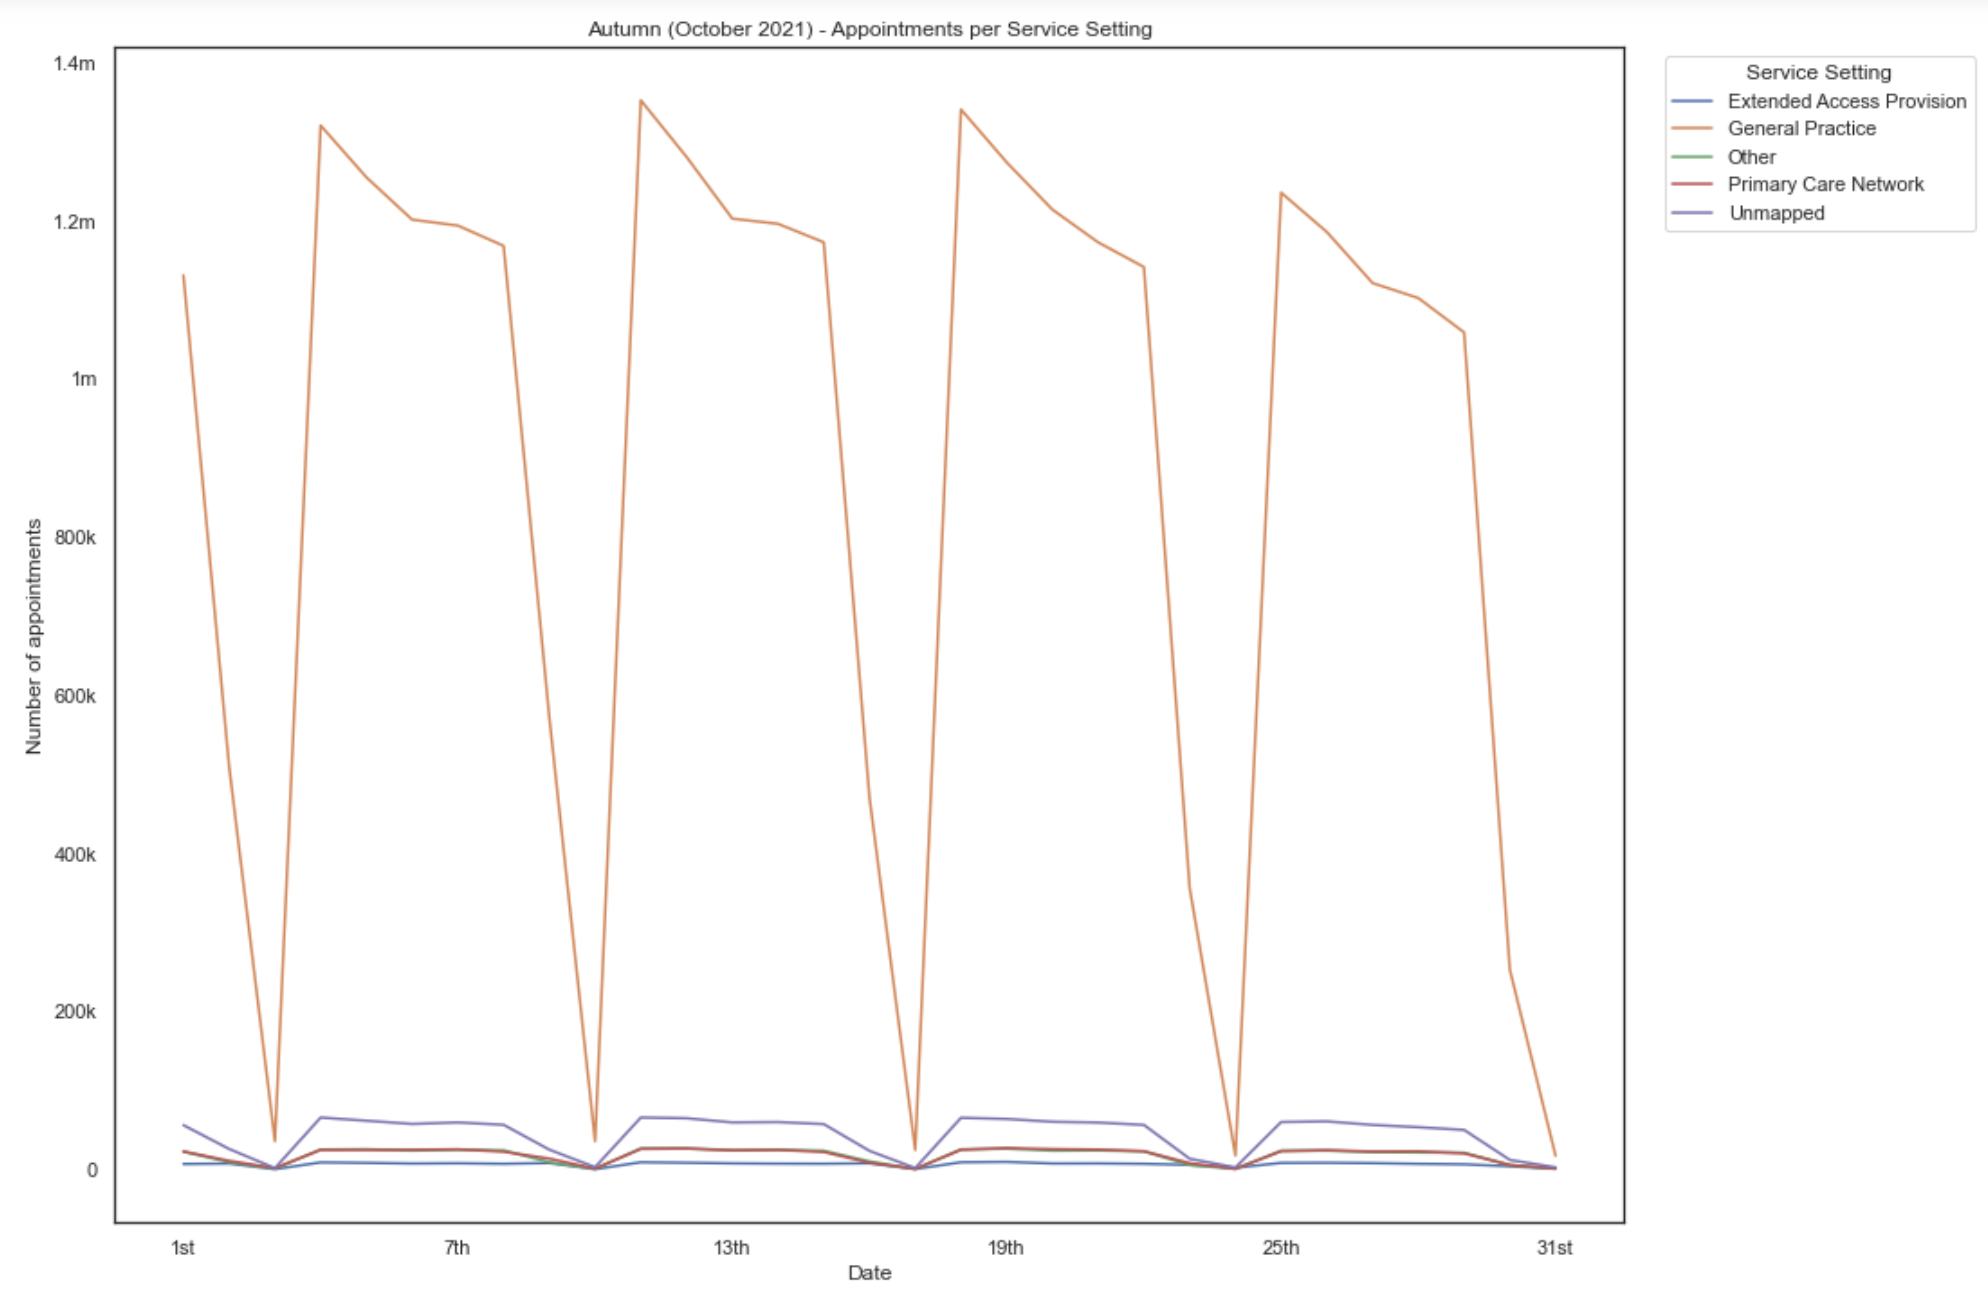 Autumn (October 2021) - Appointments per Service Setting
1.4m
1.2m
1m
800k
600k
400k
200k
0
Number of appointments
1st
7th
13th
19th
25th
31st
Date
Service Setting
Extended Access Provision
General Practice
Other
Primary Care Network
Unmapped